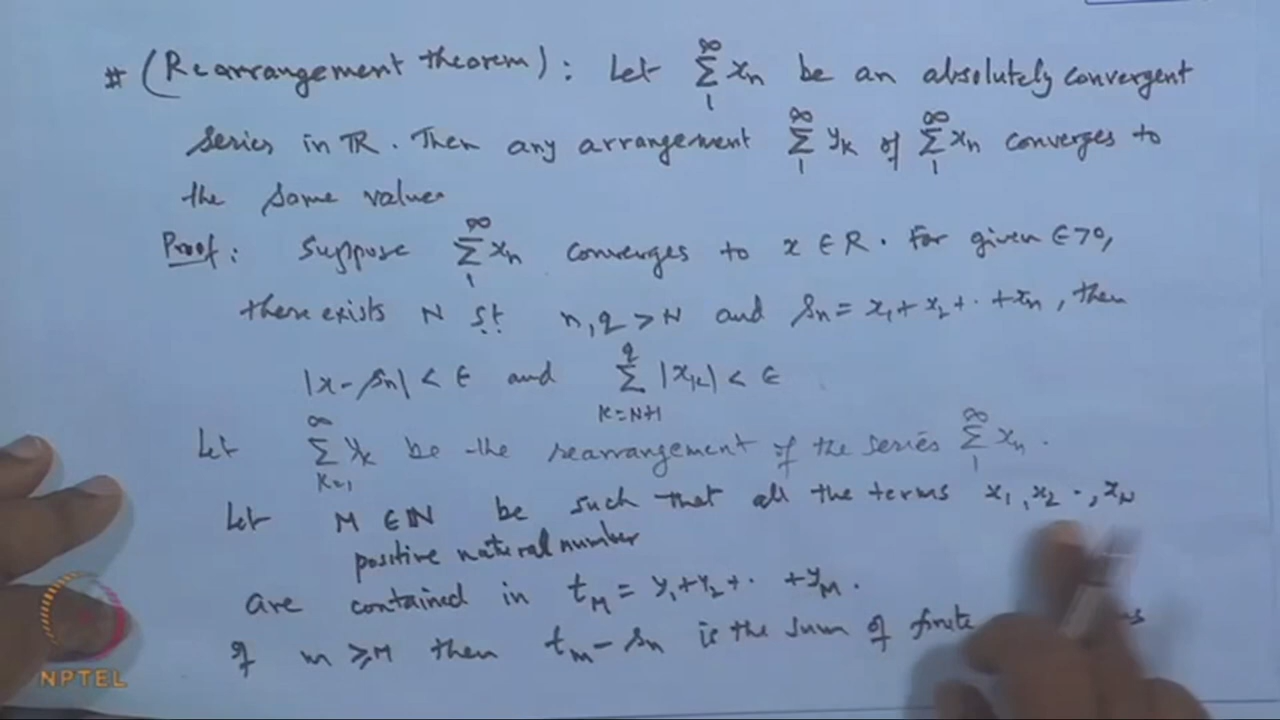 # (Rearrangement theorem): Let ∑_1^∞ x_n be an absolutely convergent
series in R. Then any arrangement ∑_1^∞ y_k of ∑_1^∞ x_n converges to
the same value.
Proof: Suppose ∑_1^∞ x_n converges to x ∈ R. For given ∈>0,
there exists N s.t. n,q > N and s_n = x_1 + x_2 + · + x_n, then
|x - s_n| < ∈ and ∑_{k=N+1}^q |x_k| < ∈
Let ∑_{k=1}^∞ y_k be the rearrangement of the series ∑_1^∞ x_n.
Let M ∈ N be such that all the terms x_1, x_2 ·, x_N
positive natural number
are contained in t_M = y_1 + y_2 + · + y_M.
If m ≥ M then t_m - s_n is the sum of finite
NPTEL